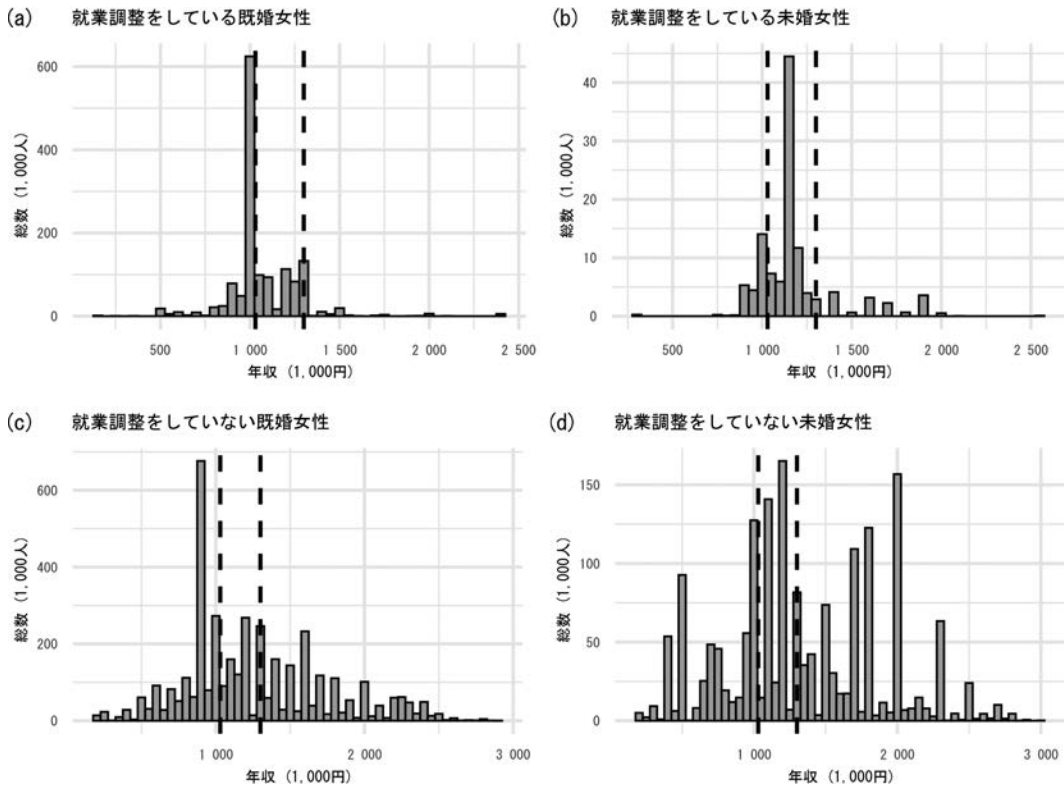 (a) 就業調整をしている既婚女性
600
400
200
0
総数 (1,000人)
500 1 000 1 500 2 000 2 500
年収 (1,000円)
(b) 就業調整をしている未婚女性
40
30
20
10
0
総数 (1,000人)
500 1 000 1 500 2 000 2 500
年収 (1,000円)
(c) 就業調整をしていない既婚女性
600
400
200
0
総数 (1,000人)
1 000 2 000 3 000
年収 (1,000円)
(d) 就業調整をしていない未婚女性
150
100
50
0
総数 (1,000人)
1 000 2 000 3 000
年収 (1,000円)